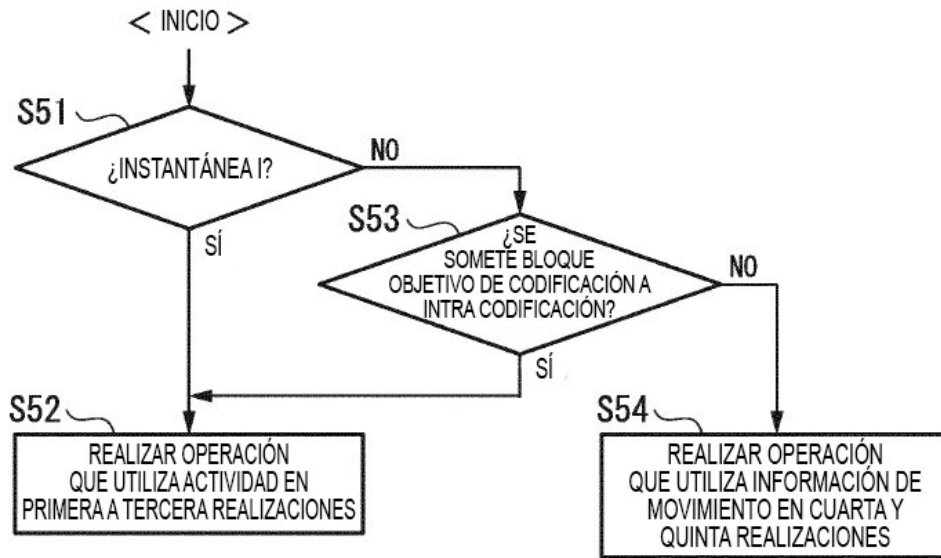 < INICIO >
S51
¿INSTANTÁNEA I?
NO
SÍ
S53
¿SE
SOMETE BLOQUE
OBJETIVO DE CODIFICACIÓN A
INTRA CODIFICACIÓN?
NO
SÍ
S52
REALIZAR OPERACIÓN
QUE UTILIZA ACTIVIDAD EN
PRIMERA A TERCERA REALIZACIONES
S54
REALIZAR OPERACIÓN
QUE UTILIZA INFORMACIÓN DE
MOVIMIENTO EN CUARTA Y
QUINTA REALIZACIONES